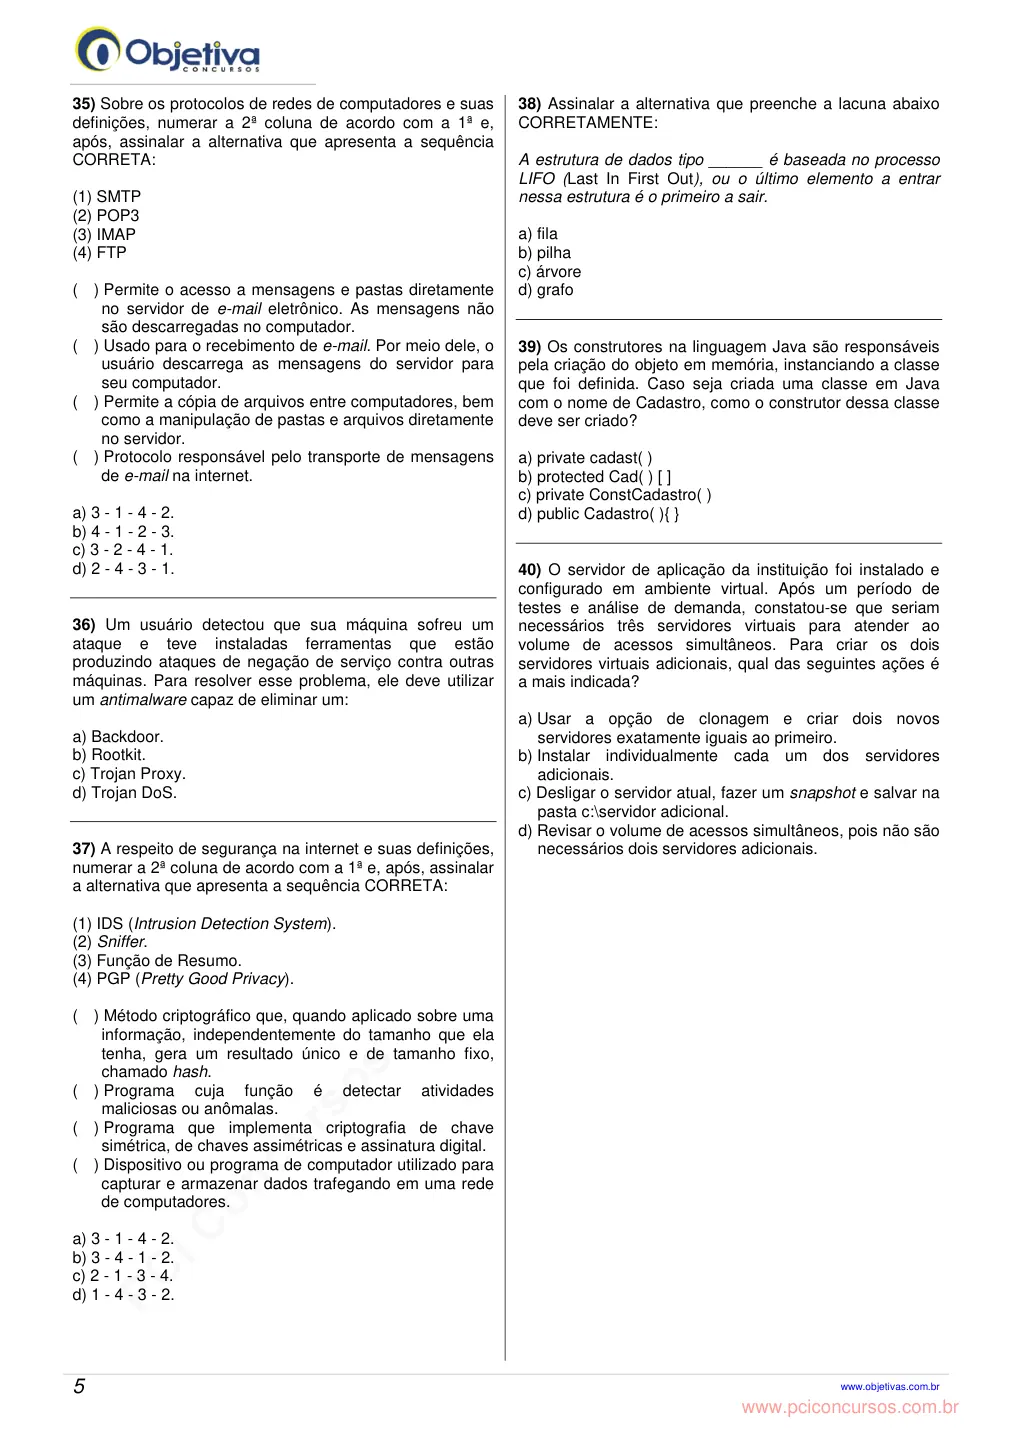 Objetiva
CONCURSOS
35) Sobre os protocolos de redes de computadores e suas
definições, numerar a 2ª coluna de acordo com a 1ª e,
após, assinalar a alternativa que apresenta a sequência
CORRETA:
(1) SMTP
(2) POP3
(3) IMAP
(4) FTP
( ) Permite o acesso a mensagens e pastas diretamente
no servidor de e-mail eletrônico. As mensagens não
são descarregadas no computador.
( ) Usado para o recebimento de e-mail. Por meio dele, o
usuário descarrega as mensagens do servidor para
seu computador.
( ) Permite a cópia de arquivos entre computadores, bem
como a manipulação de pastas e arquivos diretamente
no servidor.
( ) Protocolo responsável pelo transporte de mensagens
de e-mail na internet.
a) 3 - 1 - 4 - 2.
b) 4 - 1 - 2 - 3.
c) 3 - 2 - 4 - 1.
d) 2 - 4 - 3 - 1.
36) Um usuário detectou que sua máquina sofreu um
ataque e teve instaladas ferramentas que estão
produzindo ataques de negação de serviço contra outras
máquinas. Para resolver esse problema, ele deve utilizar
um antimalware capaz de eliminar um:
a) Backdoor.
b) Rootkit.
c) Trojan Proxy.
d) Trojan DoS.
37) A respeito de segurança na internet e suas definições,
numerar a 2ª coluna de acordo com a 1ª e, após, assinalar
a alternativa que apresenta a sequência CORRETA:
(1) IDS (Intrusion Detection System).
(2) Sniffer.
(3) Função de Resumo.
(4) PGP (Pretty Good Privacy).
( ) Método criptográfico que, quando aplicado sobre uma
informação, independentemente do tamanho que ela
tenha, gera um resultado único e de tamanho fixo,
chamado hash.
( ) Programa cuja função é detectar atividades
maliciosas ou anômalas.
( ) Programa que implementa criptografia de chave
simétrica, de chaves assimétricas e assinatura digital.
( ) Dispositivo ou programa de computador utilizado para
capturar e armazenar dados trafegando em uma rede
de computadores.
a) 3 - 1 - 4 - 2.
b) 3 - 4 - 1 - 2.
c) 2 - 1 - 3 - 4.
d) 1 - 4 - 3 - 2.
38) Assinalar a alternativa que preenche a lacuna abaixo
CORRETAMENTE:
A estrutura de dados tipo ______ é baseada no processo
LIFO (Last In First Out), ou o último elemento a entrar
nessa estrutura é o primeiro a sair.
a) fila
b) pilha
c) árvore
d) grafo
39) Os construtores na linguagem Java são responsáveis
pela criação do objeto em memória, instanciando a classe
que foi definida. Caso seja criada uma classe em Java
com o nome de Cadastro, como o construtor dessa classe
deve ser criado?
a) private cadast( )
b) protected Cad( ) [ ]
c) private ConstCadastro( )
d) public Cadastro( ){ }
40) O servidor de aplicação da instituição foi instalado e
configurado em ambiente virtual. Após um período de
testes e análise de demanda, constatou-se que seriam
necessários três servidores virtuais para atender ao
volume de acessos simultâneos. Para criar os dois
servidores virtuais adicionais, qual das seguintes ações é
a mais indicada?
a) Usar a opção de clonagem e criar dois novos
servidores exatamente iguais ao primeiro.
b) Instalar individualmente cada um dos servidores
adicionais.
c) Desligar o servidor atual, fazer um snapshot e salvar na
pasta c:\servidor adicional.
d) Revisar o volume de acessos simultâneos, pois não são
necessários dois servidores adicionais.
5
www.objetivas.com.br
www.pciconcursos.com.br